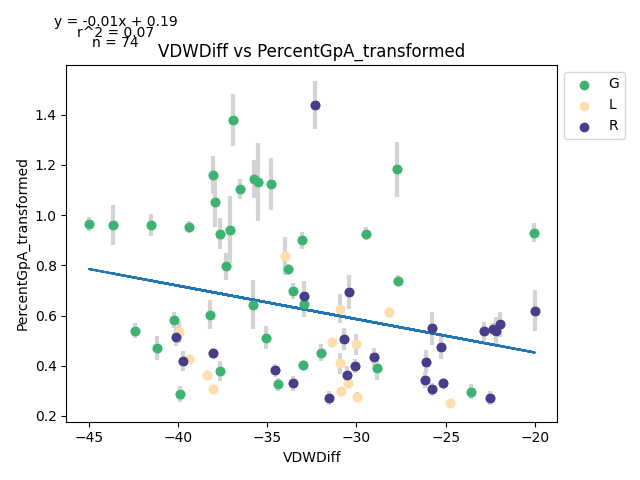 y = -0.01x + 0.19
r^2 = 0.07
n = 74
VDWDiff vs PercentGpA_transformed
G
L
R
PercentGpA_transformed
1.4
1.2
1.0
0.8
0.6
0.4
0.2
−45 −40 −35 −30 −25 −20
VDWDiff